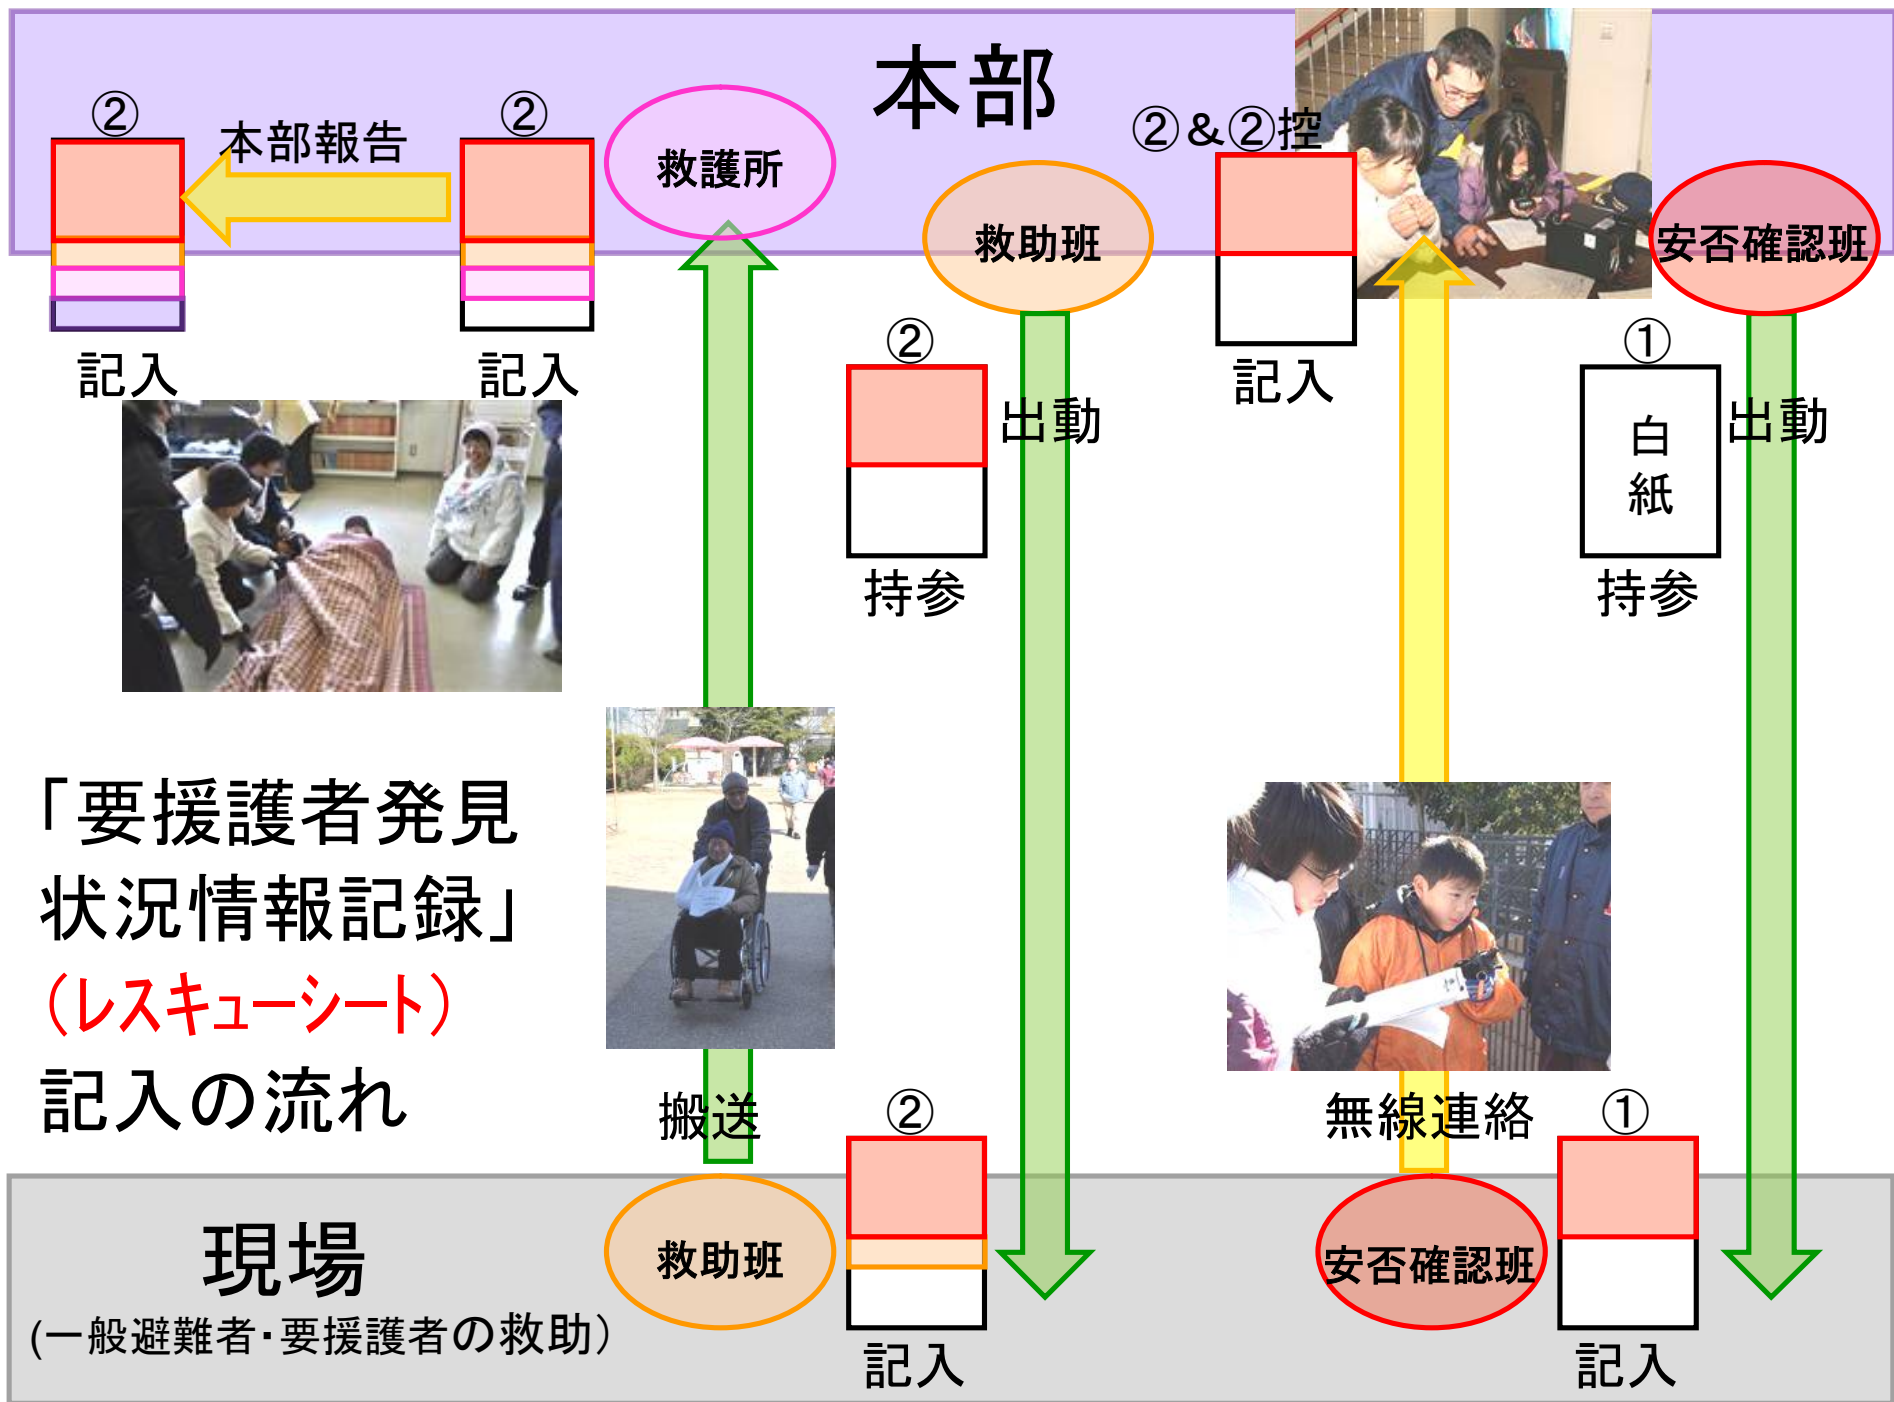 本部
②
本部報告
②
救護所
救助班
②&②控
安否確認班
記入
記入
記入
②
出動
持参
①
白
紙
出動
持参
「要援護者発見
状況情報記録」
（レスキューシート）
記入の流れ
搬送
②
無線連絡
①
現場
(一般避難者・要援護者の救助）
救助班
記入
安否確認班
記入